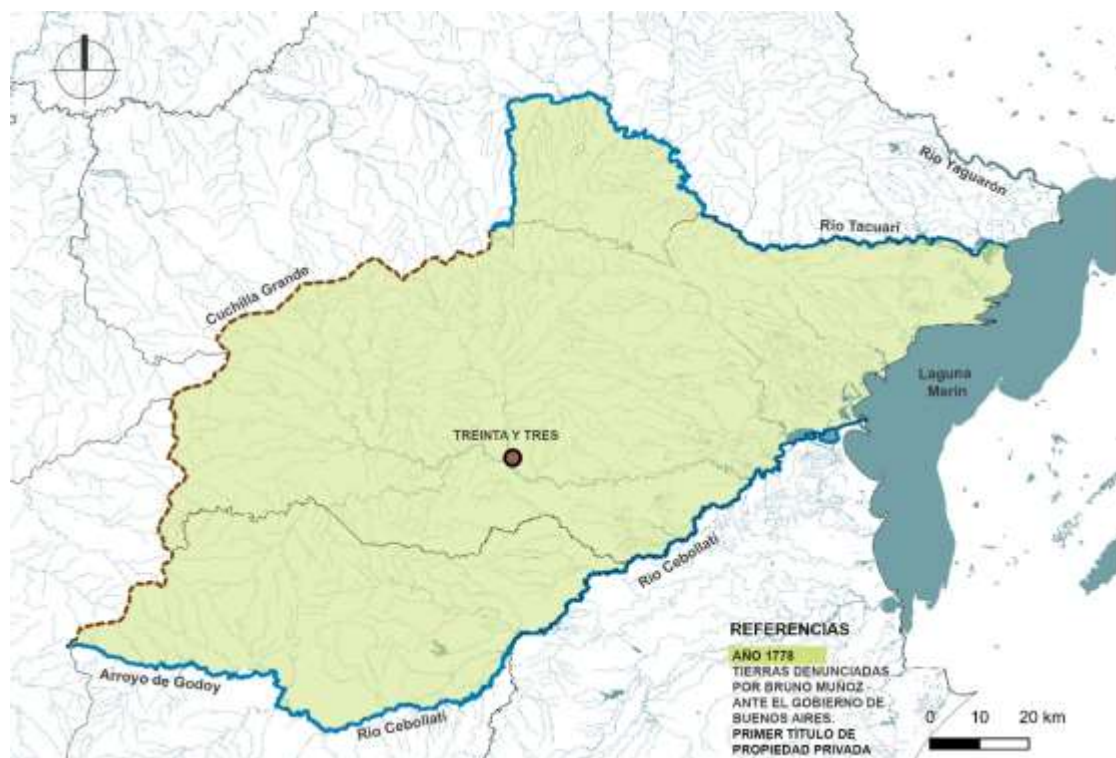 Río Yaguarón
Río Tacuarí
Cuchilla Grande
Laguna
Merín
TREINTA Y TRES
Río Cebollatí
Arroyo de Godoy
Río Cebollatí
REFERENCIAS
AÑO 1778
TIERRAS DENUNCIADAS
POR BRUNO MUÑOZ
ANTE EL GOBIERNO DE
BUENOS AIRES.
PRIMER TÍTULO DE
PROPIEDAD PRIVADA
0 10 20 km